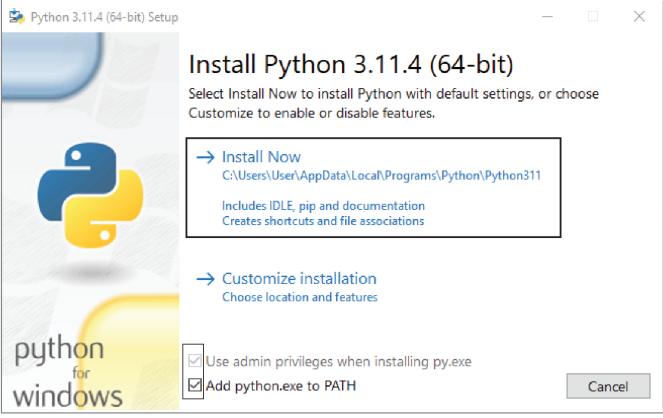 Python 3.11.4 (64-bit) Setup
Install Python 3.11.4 (64-bit)
Select Install Now to install Python with default settings, or choose
Customize to enable or disable features.
→ Install Now
C:\Users\User\AppData\Local\Programs\Python\Python311
Includes IDLE, pip and documentation
Creates shortcuts and file associations
→ Customize installation
Choose location and features
Use admin privileges when installing py.exe
Add python.exe to PATH
Cancel
python
for
windows